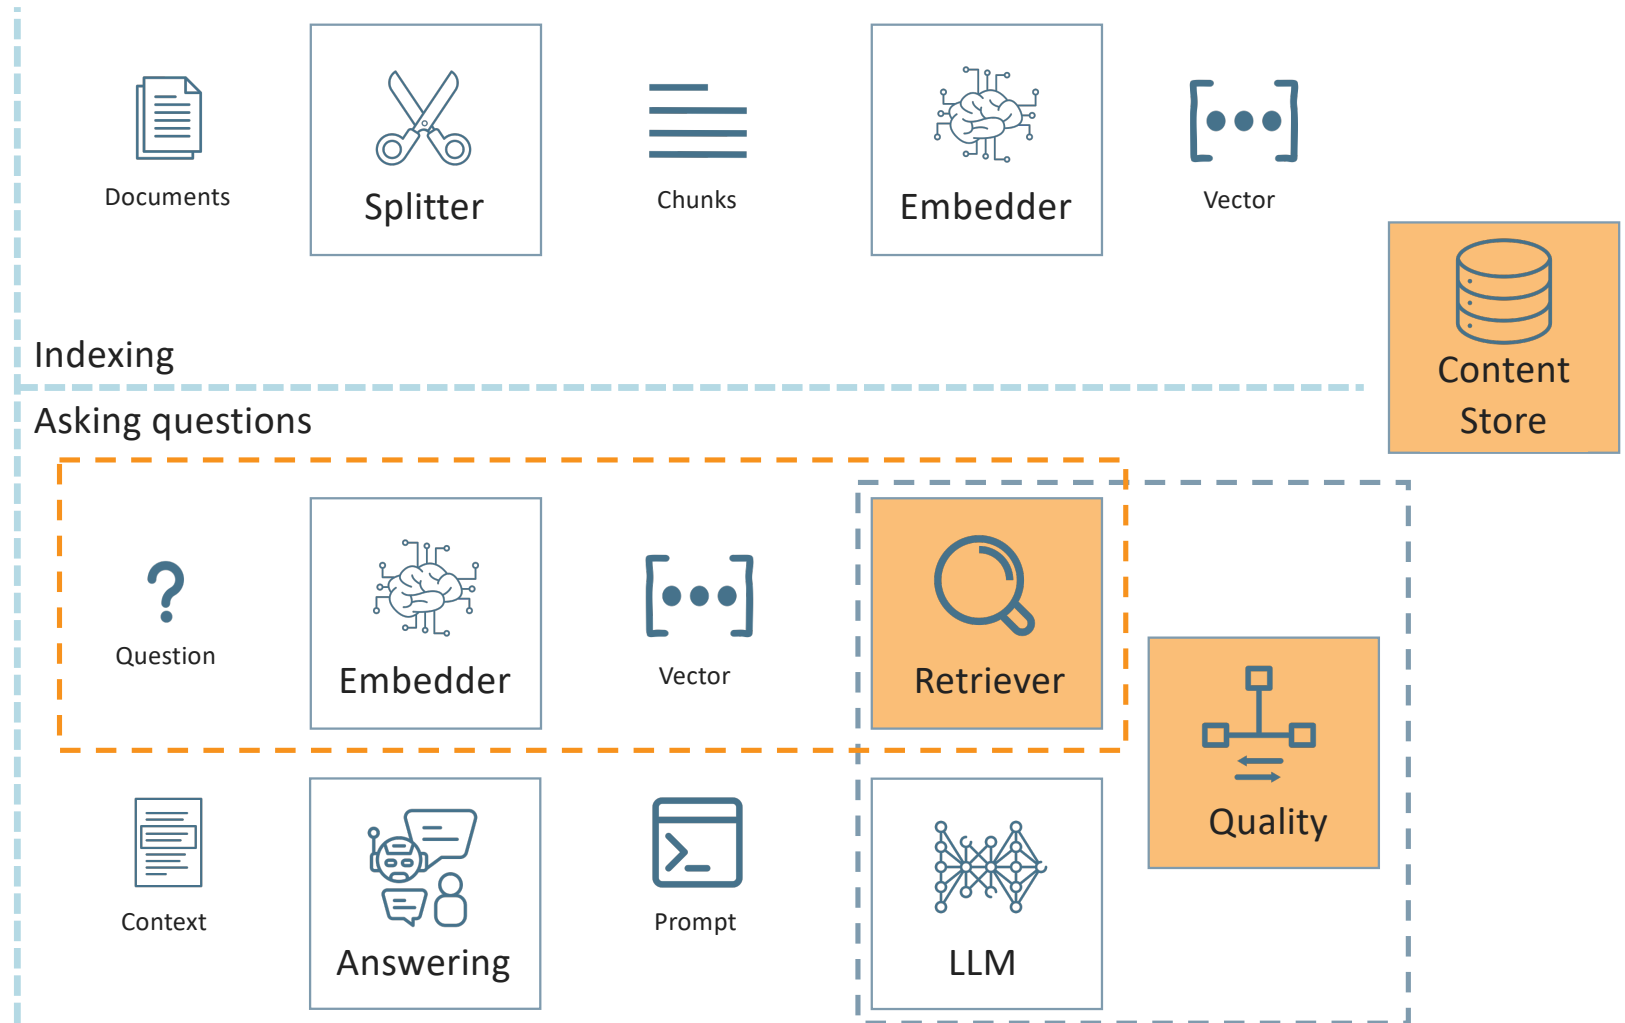 Documents
Splitter
Chunks
Embedder
Vector
Indexing
Content
Store
Asking questions
Question
Embedder
Vector
Retriever
Quality
Context
Answering
Prompt
LLM